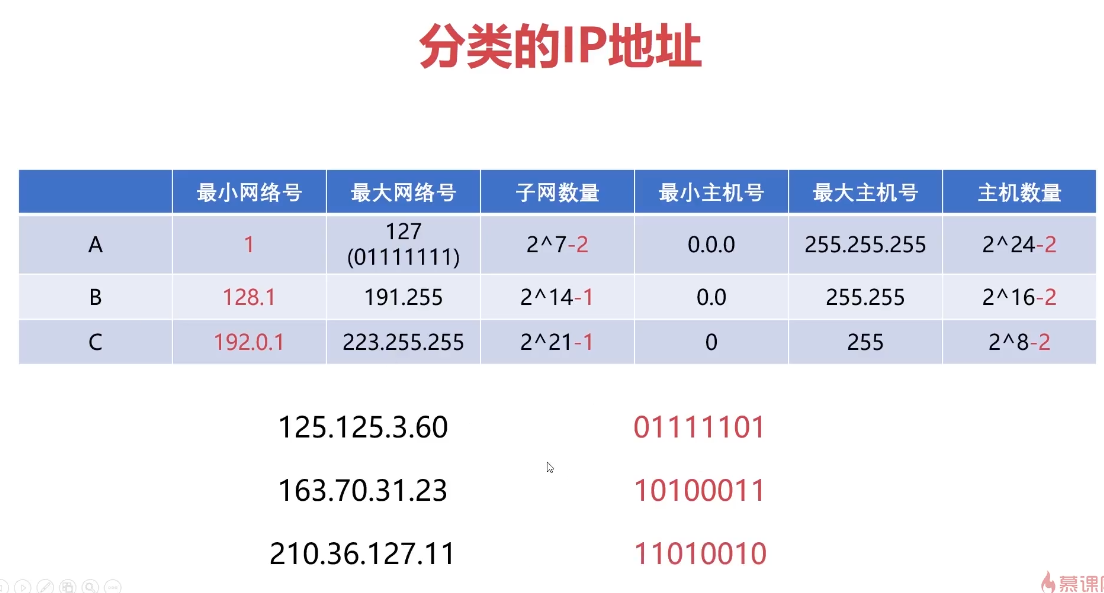 分类的IP地址
最小网络号 最大网络号 子网数量 最小主机号 最大主机号 主机数量
A 1 127 (01111111) 2^7-2 0.0.0 255.255.255 2^24-2
B 128.1 191.255 2^14-1 0.0 255.255 2^16-2
C 192.0.1 223.255.255 2^21-1 0 255 2^8-2
125.125.3.60 01111101
163.70.31.23 10100011
210.36.127.11 11010010
慕课